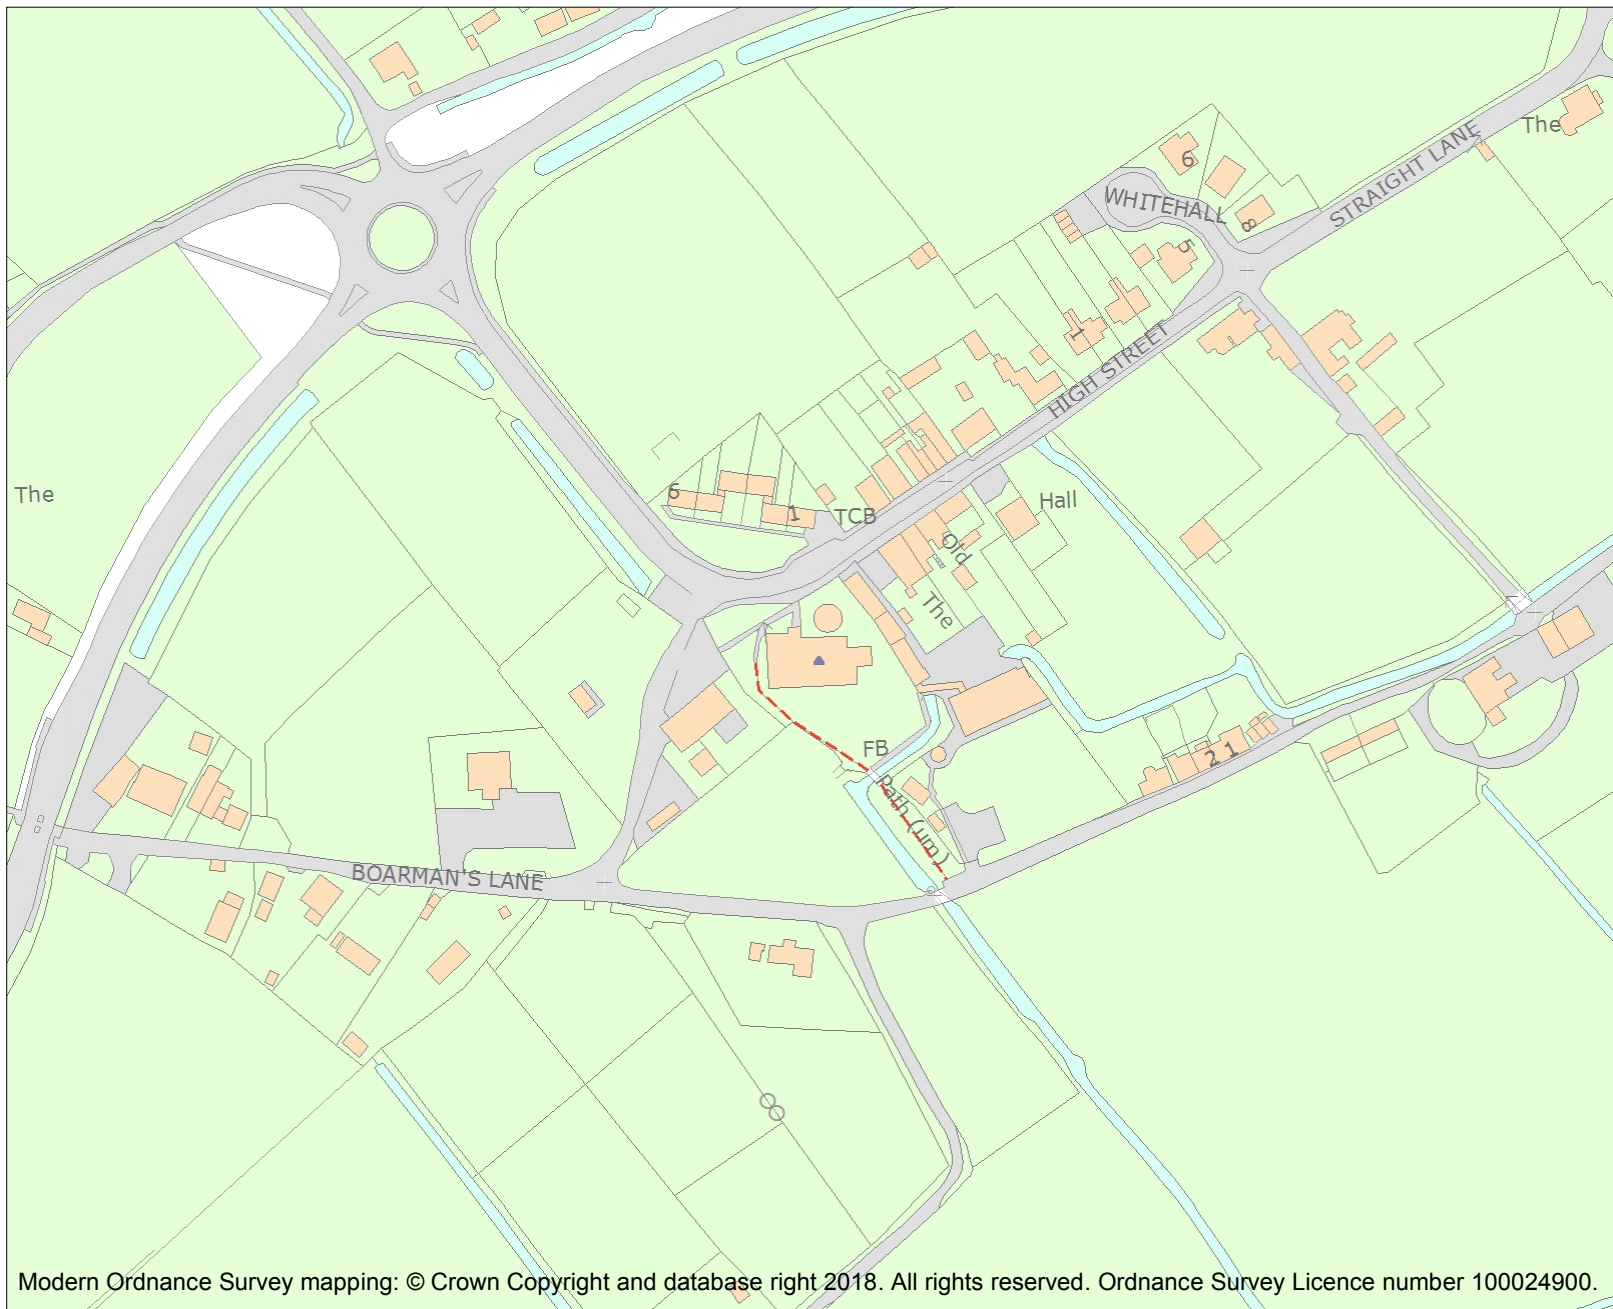 The
STRAIGHT LANE
6
WHITEHALL
8
5
1
HIGH STREET
The
6
1
TCB
Hall
Old
The
FB
2 1
Path (um)
BOARMAN'S LANE
Modern Ordnance Survey mapping: © Crown Copyright and database right 2018. All rights reserved. Ordnance Survey Licence number 100024900.